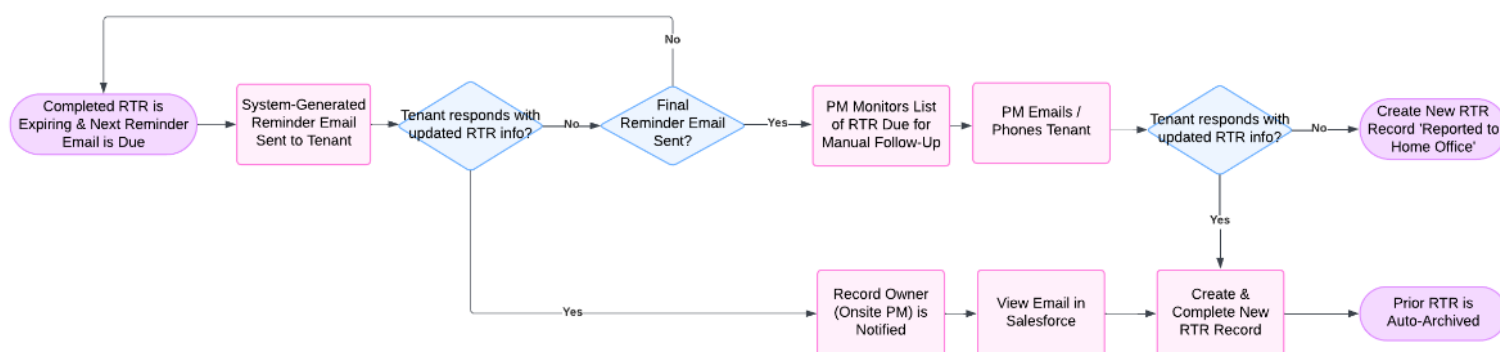 No
Completed RTR is
Expiring & Next Reminder
Email is Due
System-Generated
Reminder Email
Sent to Tenant
Tenant responds with
updated RTR info?
No
Final
Reminder Email
Sent?
Yes
PM Monitors List
of RTR Due for
Manual Follow-Up
PM Emails /
Phones Tenant
Tenant responds with
updated RTR info?
No
Create New RTR
Record 'Reported to
Home Office'
Yes
Yes
Record Owner
(Onsite PM) is
Notified
View Email in
Salesforce
Create &
Complete New
RTR Record
Prior RTR is
Auto-Archived